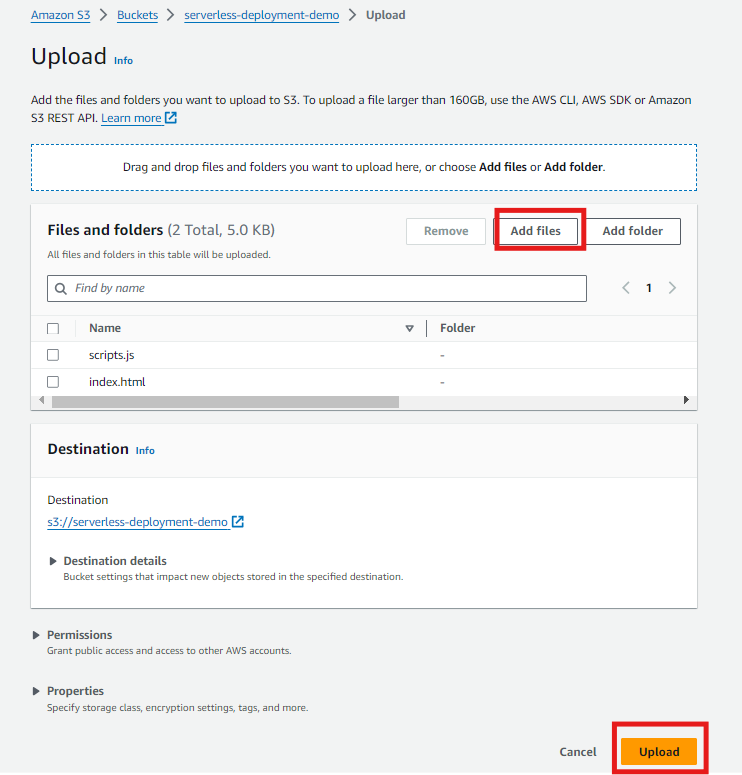 Amazon S3 > Buckets > serverless-deployment-demo > Upload
Upload Info
Add the files and folders you want to upload to S3. To upload a file larger than 160GB, use the AWS CLI, AWS SDK or Amazon
S3 REST API. Learn more
Drag and drop files and folders you want to upload here, or choose Add files or Add folder.
Files and folders (2 Total, 5.0 KB)
Remove
Add files
Add folder
All files and folders in this table will be uploaded.
Find by name
1
Name Folder
scripts.js -
index.html -
Destination Info
Destination
s3://serverless-deployment-demo
Destination details
Bucket settings that impact new objects stored in the specified destination.
Permissions
Grant public access and access to other AWS accounts.
Properties
Specify storage class, encryption settings, tags, and more.
Cancel Upload